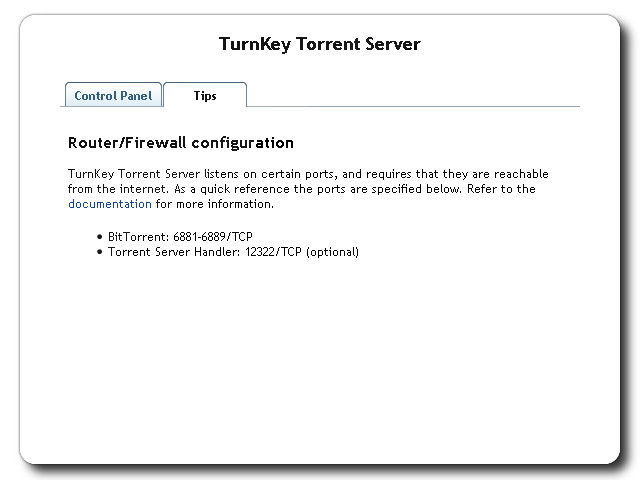 TurnKey Torrent Server
Control Panel
Tips
Router/Firewall configuration
TurnKey Torrent Server listens on certain ports, and requires that they are reachable
from the internet. As a quick reference the ports are specified below. Refer to the
documentation for more information.
• BitTorrent: 6881-6889/TCP
• Torrent Server Handler: 12322/TCP (optional)